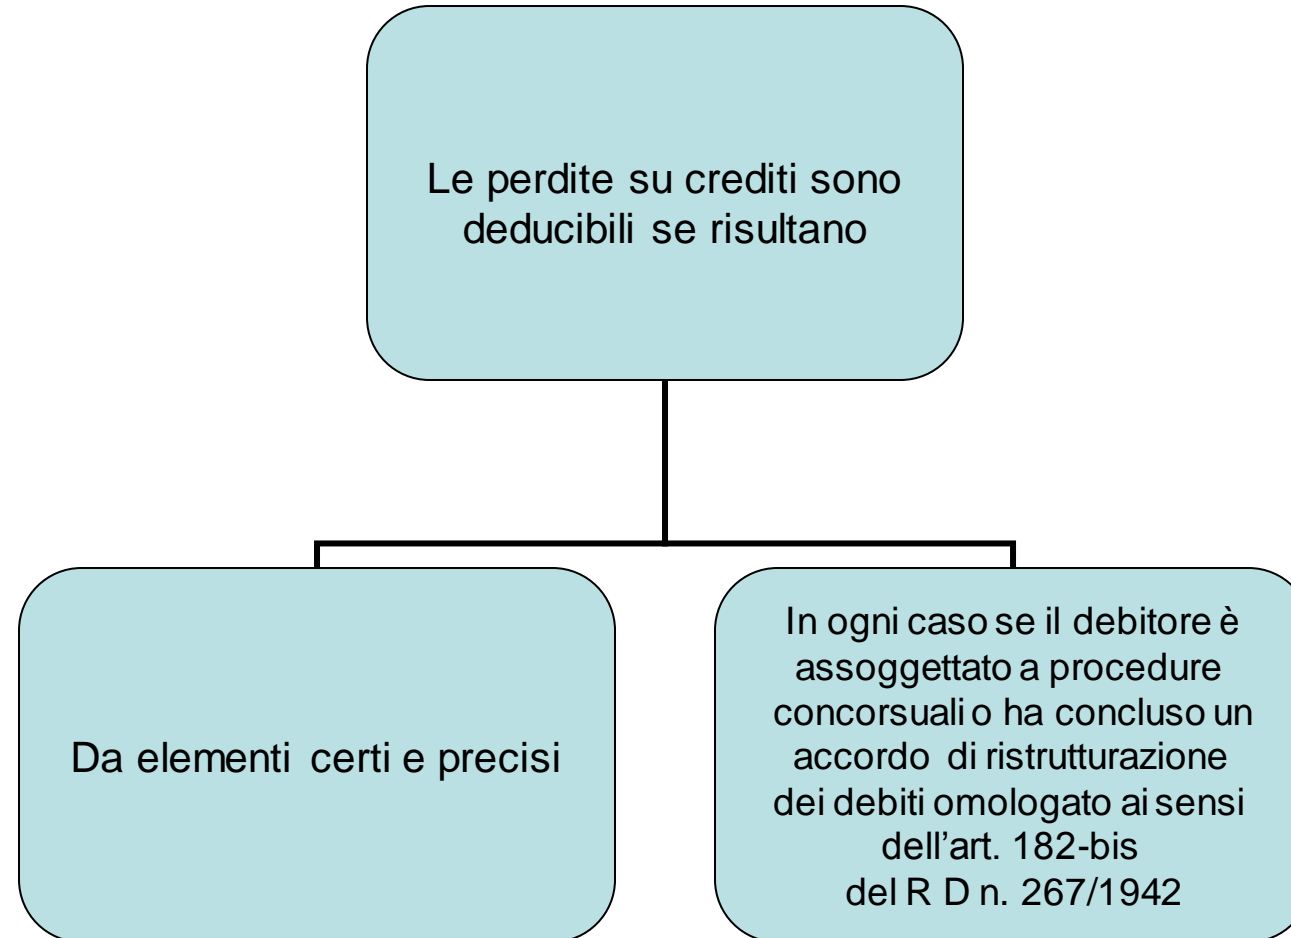 Le perdite su crediti sono
deducibili se risultano
Da elementi certi e precisi
In ogni caso se il debitore è
assoggettato a procedure
concorsuali o ha concluso un
accordo di ristrutturazione
dei debiti omologato ai sensi
dell’art. 182-bis
del R D n. 267/1942